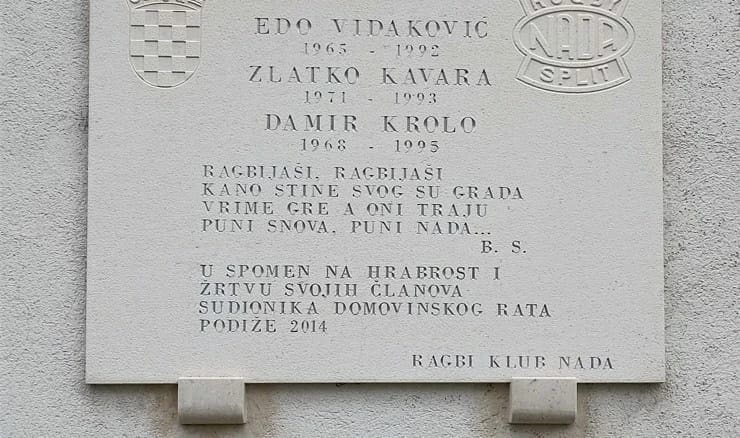 RUGBY
NADA
SPLIT
EDO VIDAKOVIĆ
1965 - 1992
ZLATKO KAVARA
1971 - 1993
DAMIR KROLO
1968 - 1995
RAGBIJAŠI, RAGBIJAŠI
KANO STINE SVOG SU GRADA
VRIME GRE A ONI TRAJU
PUNI SNOVA, PUNI NADA...
B. S.
U SPOMEN NA HRABROST I
ŽRTVU SVOJIH ČLANOVA
SUDIONIKA DOMOVINSKOG RATA
PODIŽE 2014
RAGBI KLUB NADA